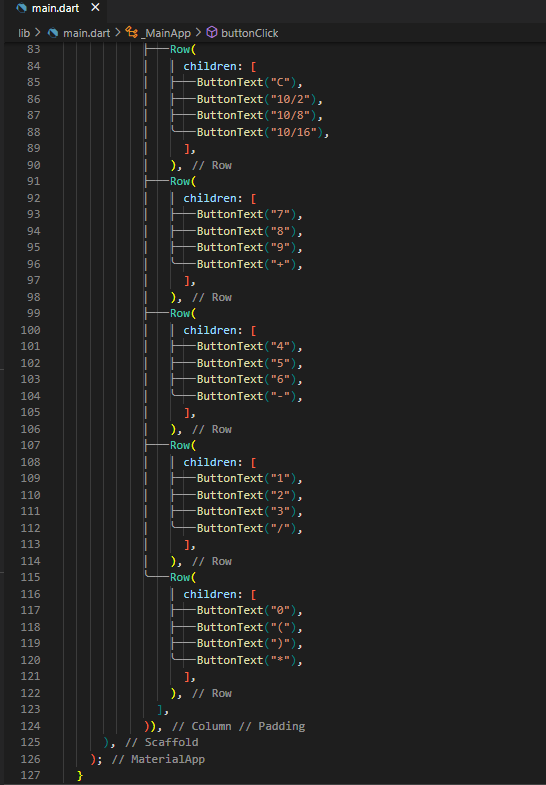 main.dart ×
lib > main.dart > _MainApp > buttonClick
83 Row(
84 children: [
85 ButtonText("C"),
86 ButtonText("10/2"),
87 ButtonText("10/8"),
88 ButtonText("10/16"),
89 ],
90 ), // Row
91 Row(
92 children: [
93 ButtonText("7"),
94 ButtonText("8"),
95 ButtonText("9"),
96 ButtonText("+"),
97 ],
98 ), // Row
99 Row(
100 children: [
101 ButtonText("4"),
102 ButtonText("5"),
103 ButtonText("6"),
104 ButtonText("-"),
105 ],
106 ), // Row
107 Row(
108 children: [
109 ButtonText("1"),
110 ButtonText("2"),
111 ButtonText("3"),
112 ButtonText("/"),
113 ],
114 ), // Row
115 Row(
116 children: [
117 ButtonText("0"),
118 ButtonText("("),
119 ButtonText(")"),
120 ButtonText("*"),
121 ],
122 ), // Row
123 ],
124 )), // Column // Padding
125 ), // Scaffold
126 ); // MaterialApp
127 }